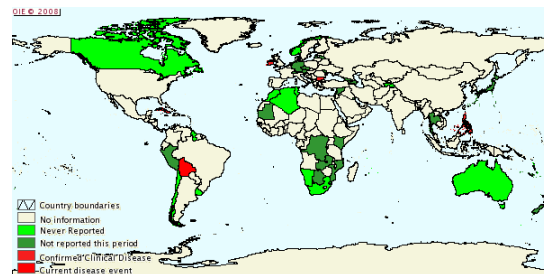 OIE © 2008
Country boundaries
No information
Never Reported
Not reported this period
Confirmed Clinical Disease
Current disease event